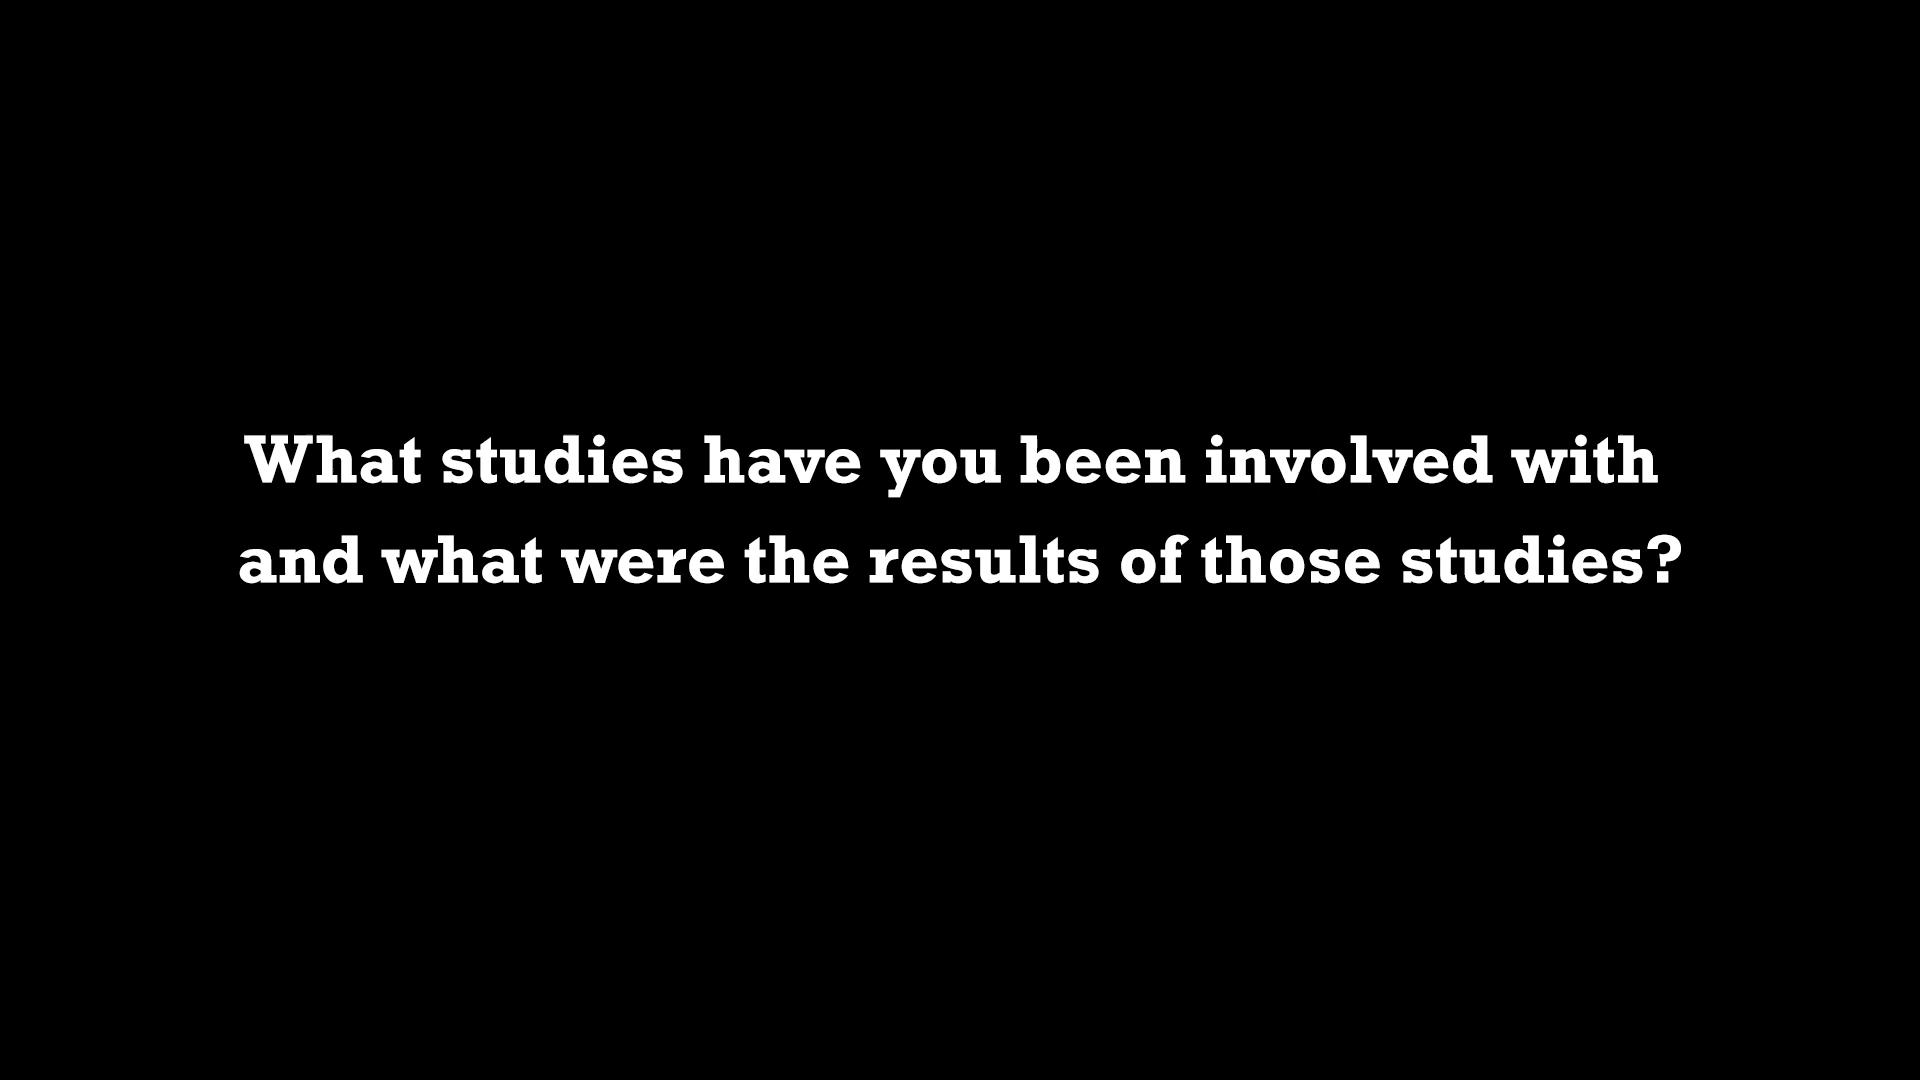 What studies have you been involved with
and what were the results of those studies?